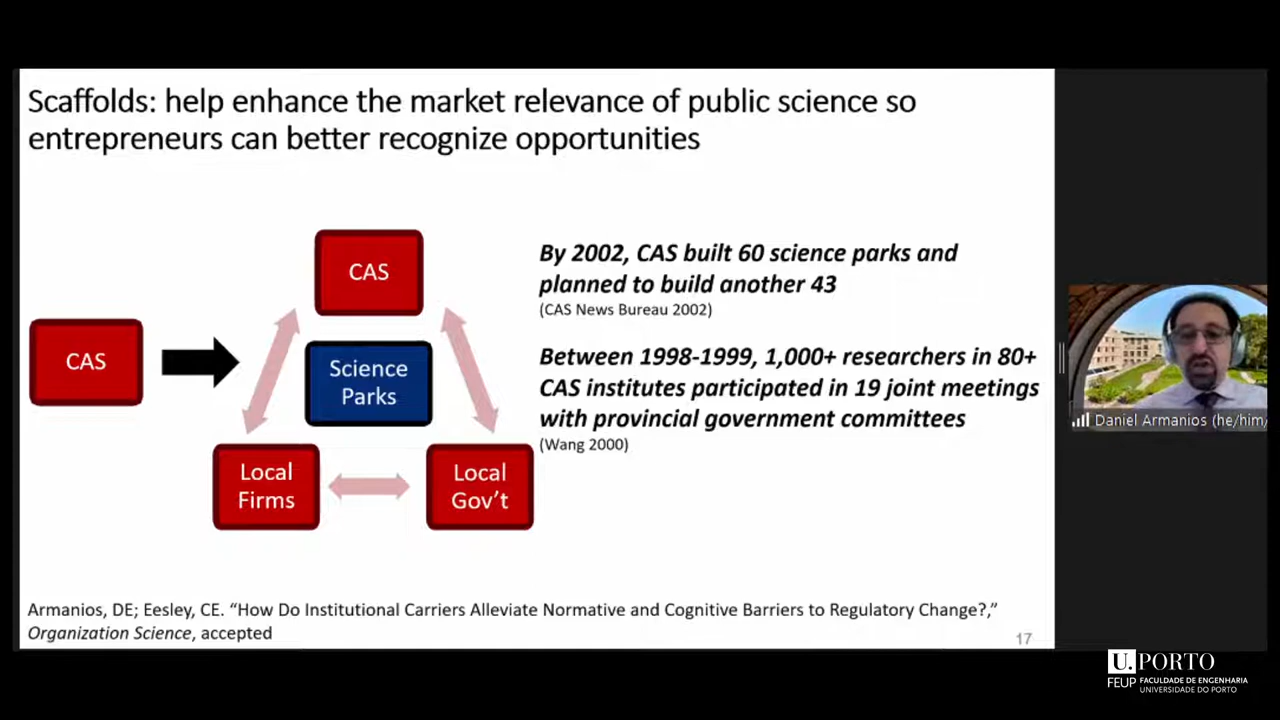 Scaffolds: help enhance the market relevance of public science so
entrepreneurs can better recognize opportunities
CAS
CAS
Science
Parks
Local
Firms
Local
Gov't
By 2002, CAS built 60 science parks and
planned to build another 43
(CAS News Bureau 2002)
Between 1998-1999, 1,000+ researchers in 80+
CAS institutes participated in 19 joint meetings
with provincial government committees
(Wang 2000)
Armanios, DE; Eesley, CE. “How Do Institutional Carriers Alleviate Normative and Cognitive Barriers to Regulatory Change?,”
Organization Science, accepted
17
Daniel Armanios (he/him/
U.PORTO
FEUP FACULDADE DE ENGENHARIA
UNIVERSIDADE DO PORTO